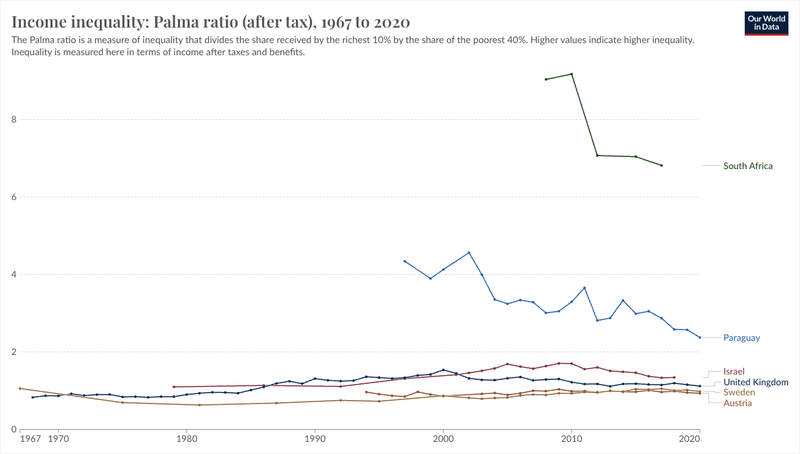 Income inequality: Palma ratio (after tax), 1967 to 2020
Our World
in Data
The Palma ratio is a measure of inequality that divides the share received by the richest 10% by the share of the poorest 40%. Higher values indicate higher inequality.
Inequality is measured here in terms of income after taxes and benefits.
8
6
4
2
0
South Africa
Paraguay
Israel
United Kingdom
Sweden
Austria
1967 1970 1980 1990 2000 2010 2020